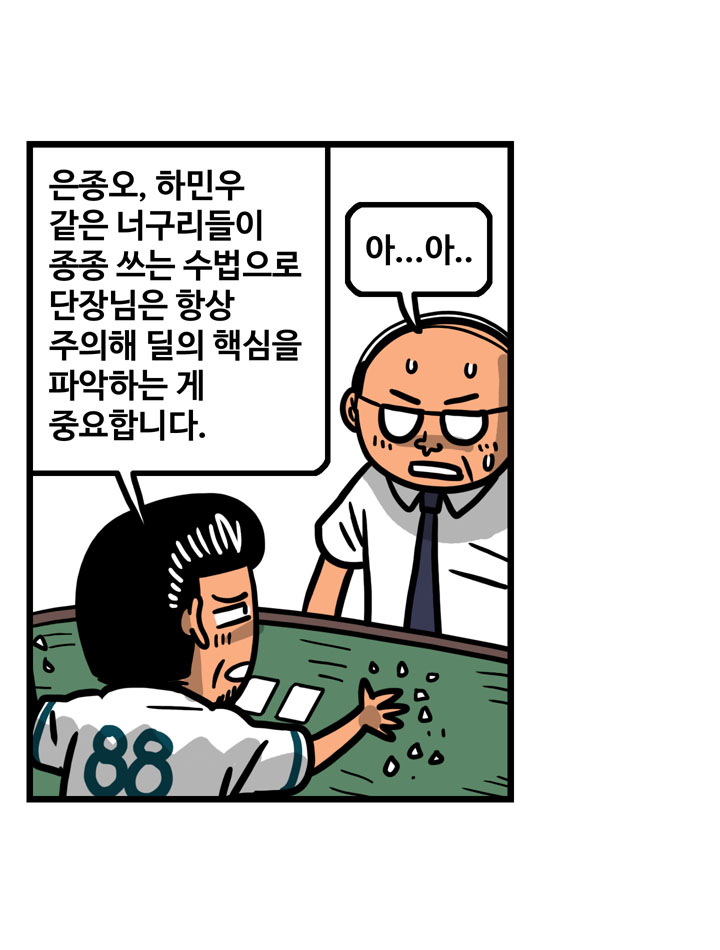 은종오, 하민우
같은 너구리들이
종종 쓰는 수법으로
단장님은 항상
주의해 딜의 핵심을
파악하는 게
중요합니다.
아...아..
88